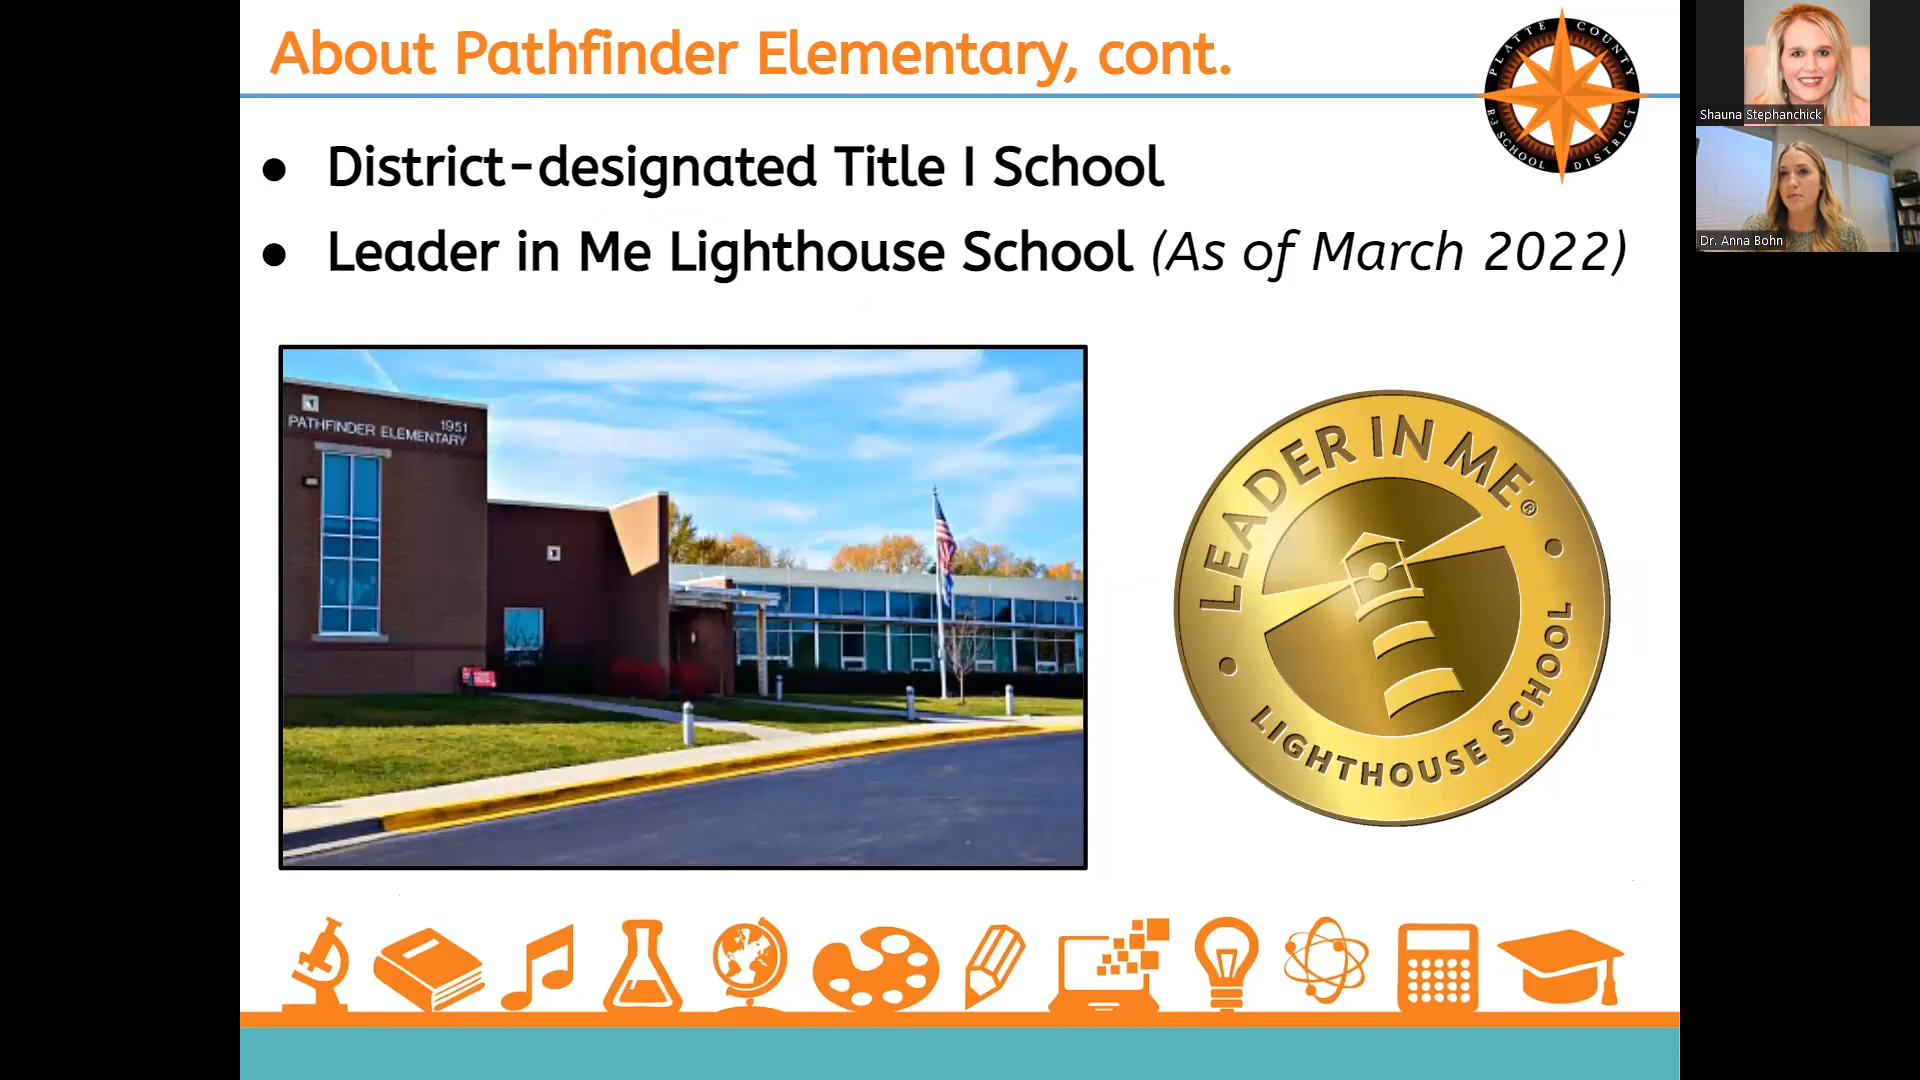 About Pathfinder Elementary, cont.
PLATTE COUNTY
R-3 SCHOOL DISTRICT
● District-designated Title I School
● Leader in Me Lighthouse School (As of March 2022)
1951
PATHFINDER ELEMENTARY
LEADER IN ME®
LIGHTHOUSE SCHOOL
Shauna Stephanchick
Dr. Anna Bohn